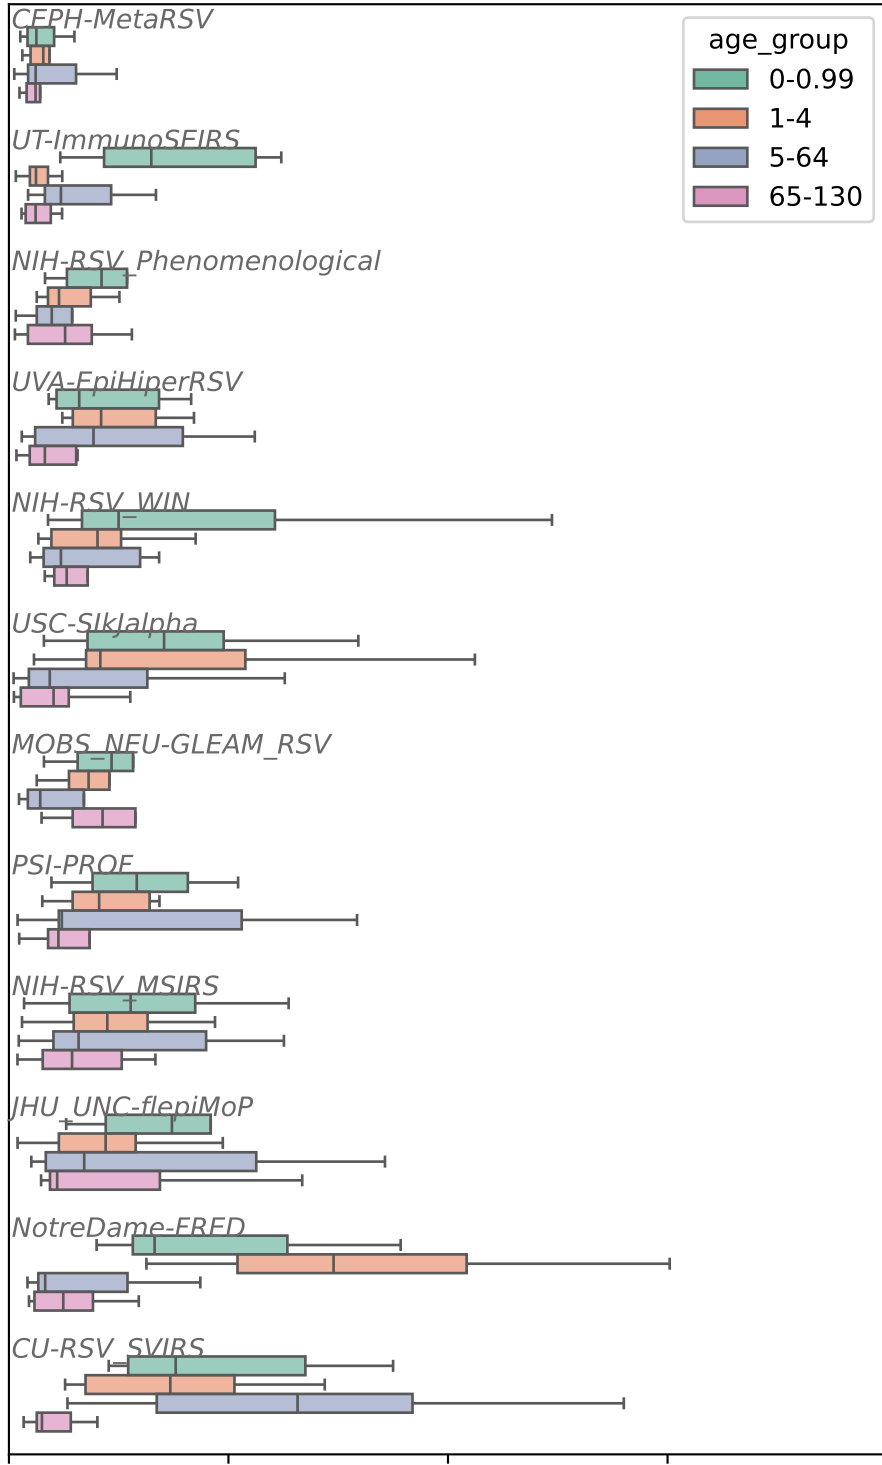 CEPH-MetaRSV
age_group
0-0.99
1-4
5-64
65-130
UT-ImmunoSEIRS
NIH-RSV_Phenomenological
UVA-EpiHiperRSV
NIH-RSV_WIN
USC-SIkJalpha
MOBS_NEU-GLEAM_RSV
PSI-PROF
NIH-RSV_MSIRS
JHU_UNC-flepiMoP
NotreDame-FRED
CU-RSV_SVIRS